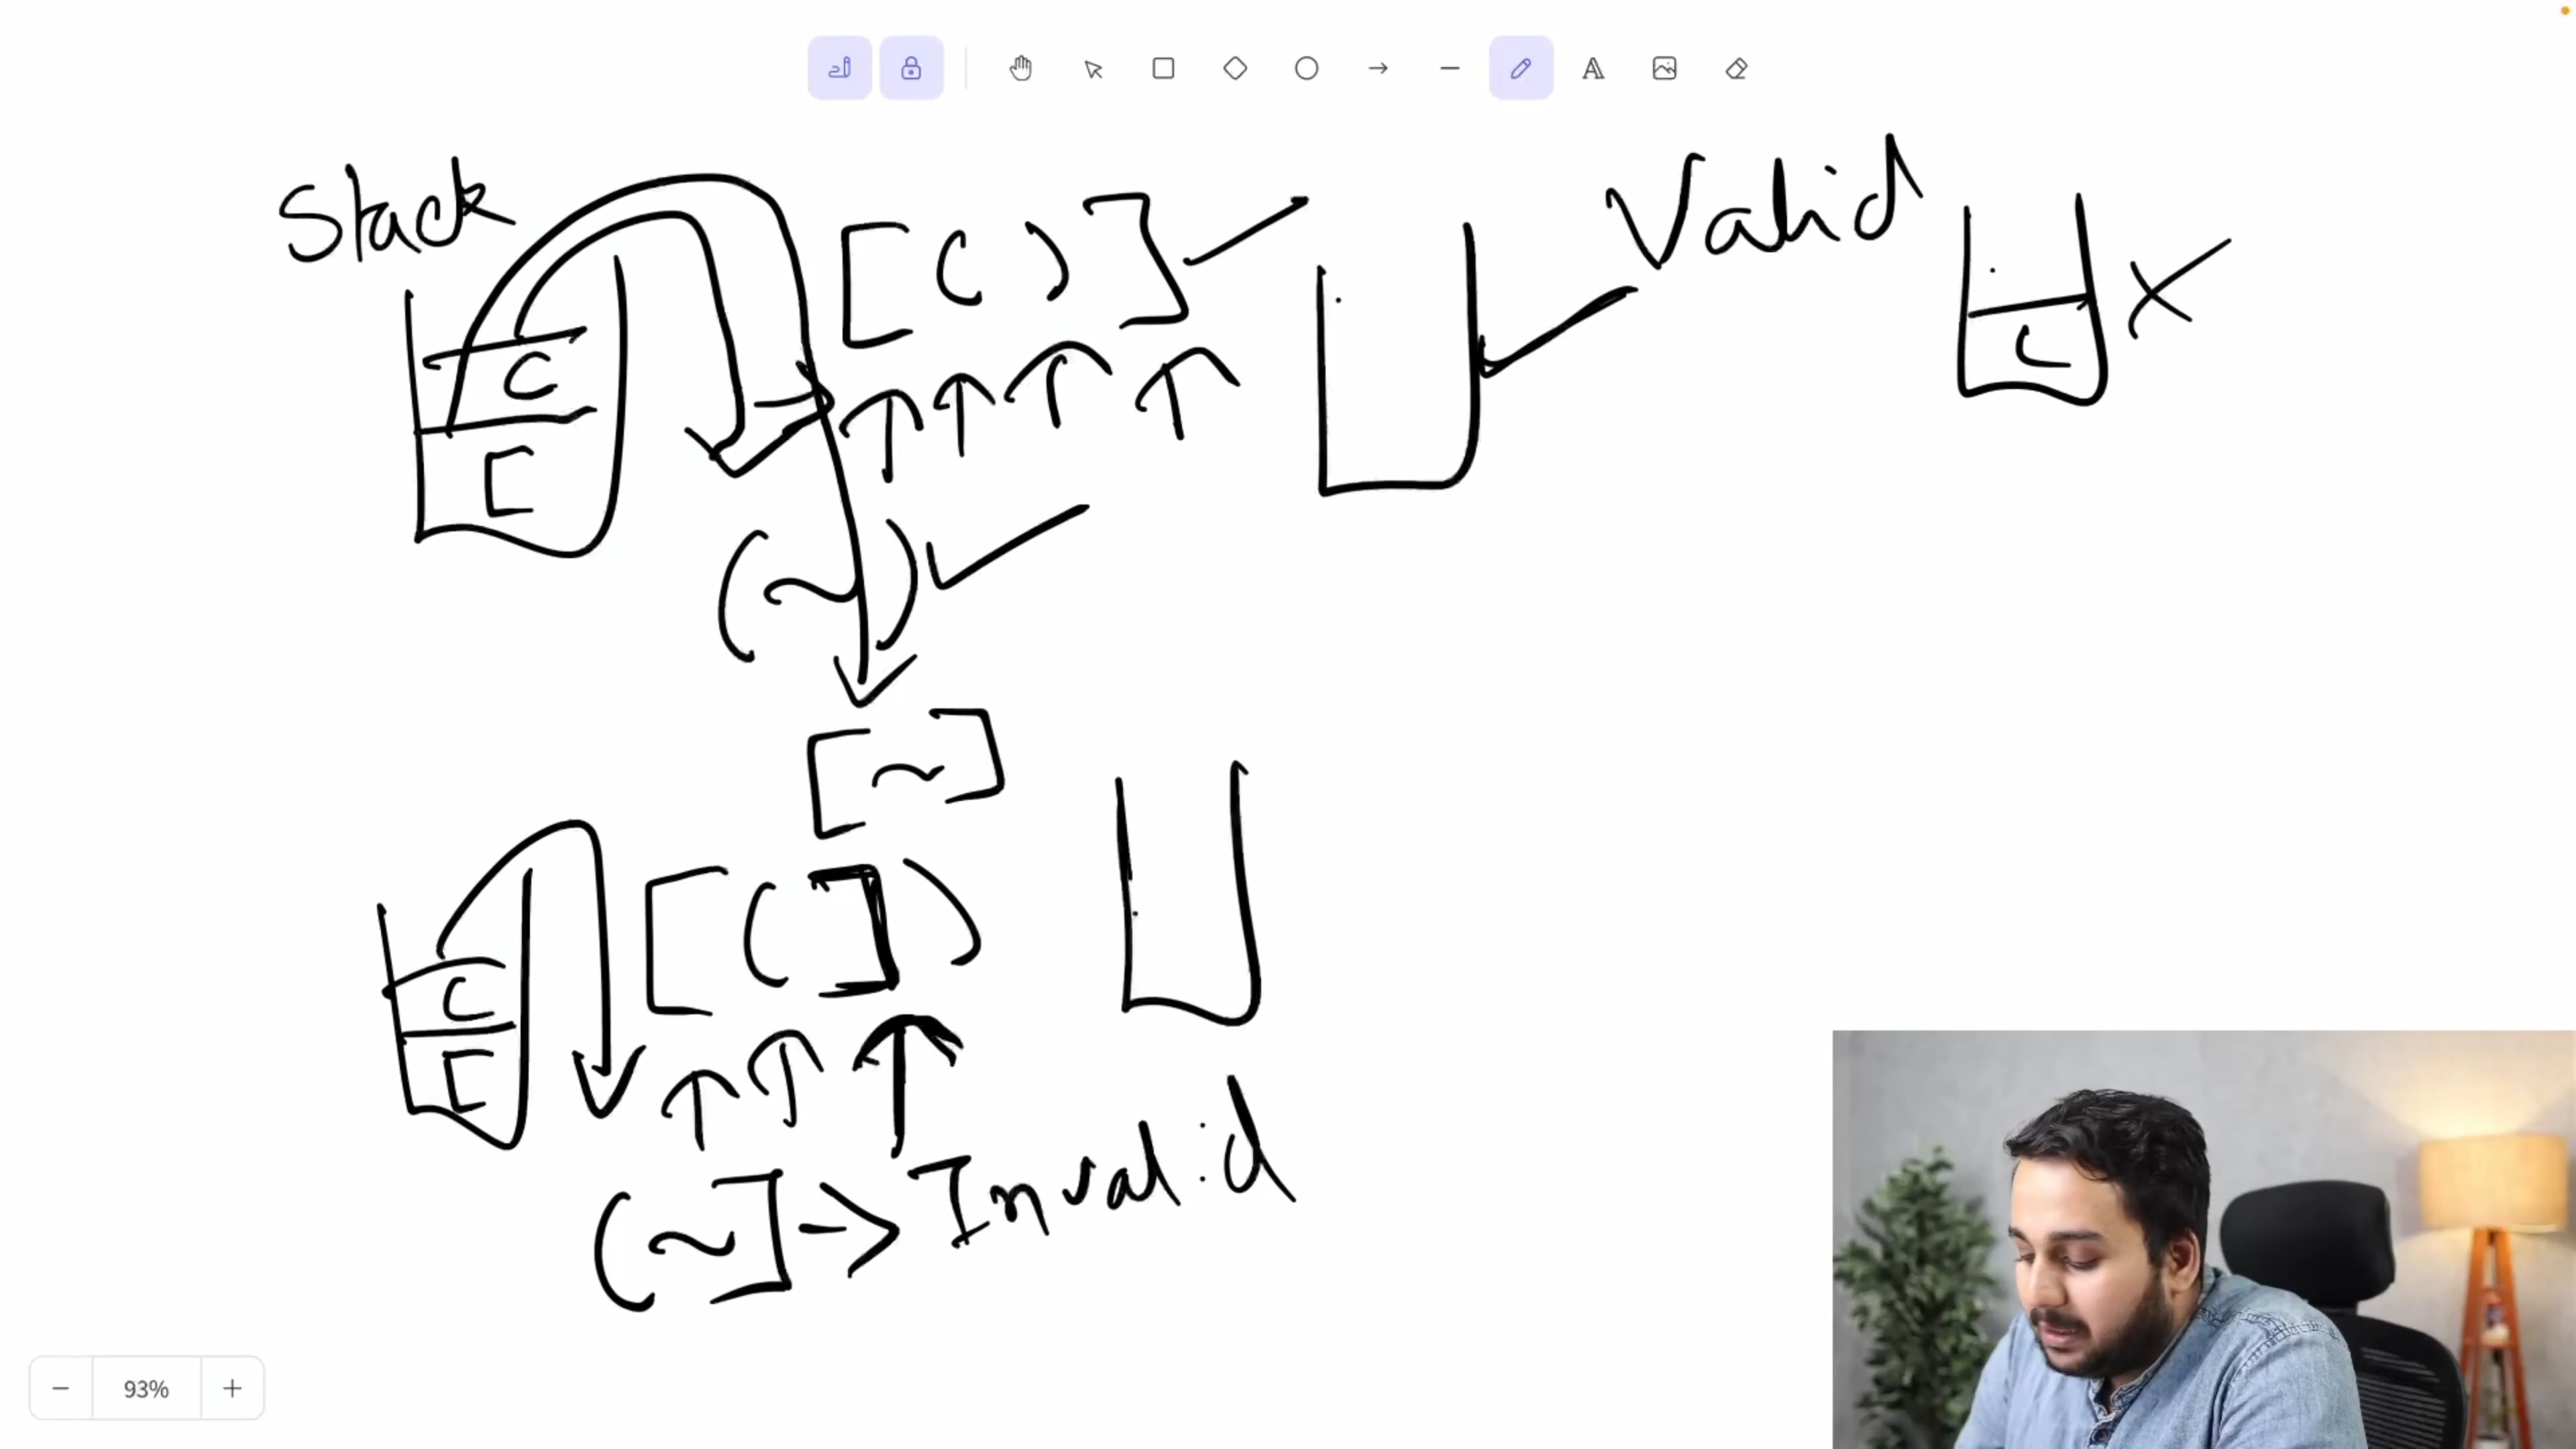 Stack
[ ( ) ]
Valid
(
[
(
( ~ )
[ ~ ]
[ ( ] )
(
[
( ~ ] -> Invalid
93%